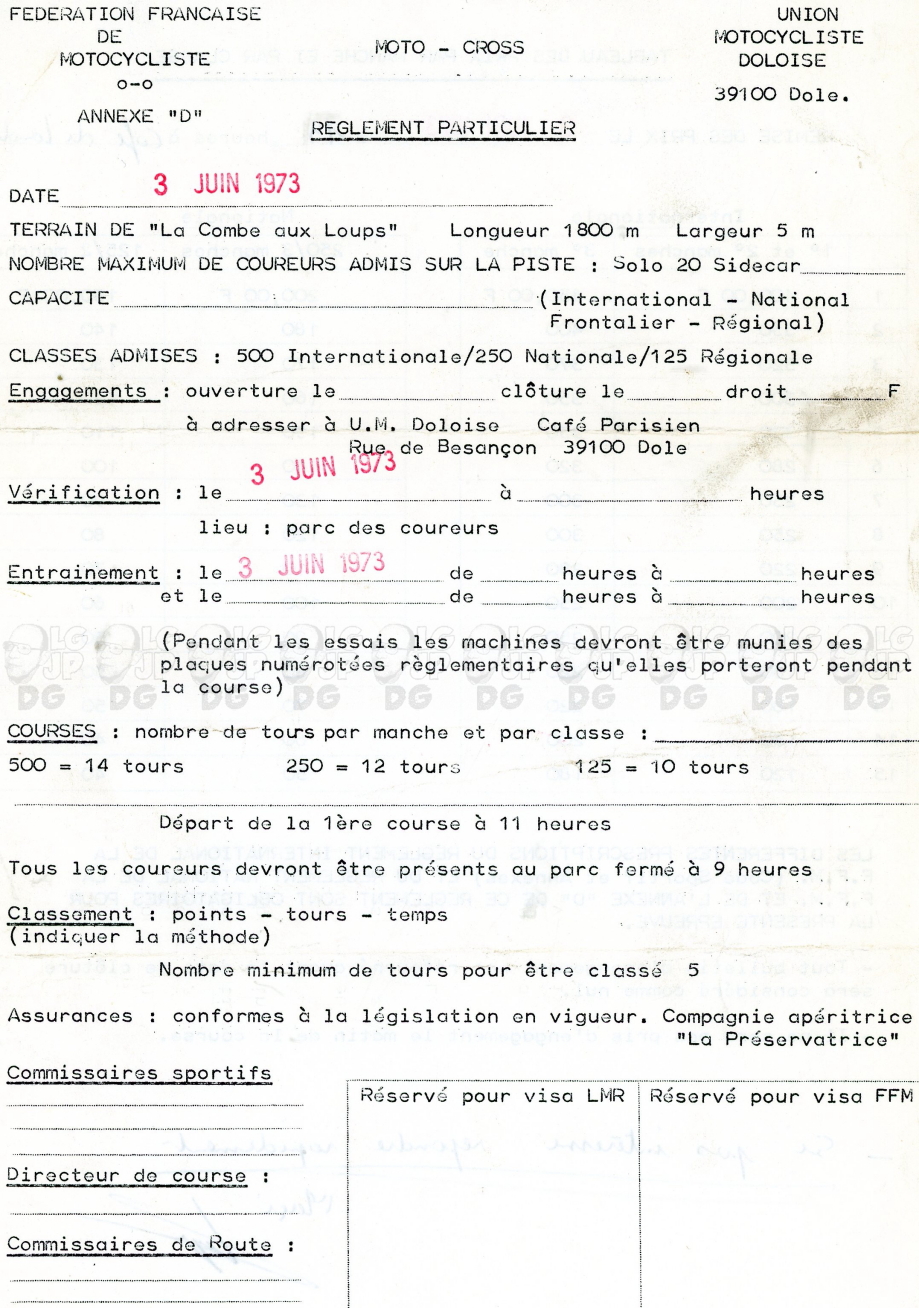 FEDERATION FRANCAISE
DE
MOTOCYCLISTE
o-o
ANNEXE "D"
MOTO - CROSS
UNION
MOTOCYCLISTE
DOLOISE
39100 Dole.
REGLEMENT PARTICULIER
DATE 3 JUIN 1973
TERRAIN DE "La Combe aux Loups" Longueur 1800 m Largeur 5 m
NOMBRE MAXIMUM DE COUREURS ADMIS SUR LA PISTE : Solo 20 Sidecar
CAPACITE (International - National
Frontalier - Régional)
CLASSES ADMISES : 500 Internationale/250 Nationale/125 Régionale
Engagements : ouverture le clôture le droit F
à adresser à U.M. Doloise Café Parisien
Rue de Besançon 39100 Dole
Vérification : le 3 JUIN 1973 à heures
lieu : parc des coureurs
Entrainement : le 3 JUIN 1973 de heures à heures
et le de heures à heures
(Pendant les essais les machines devront être munies des
plaques numérotées règlementaires qu'elles porteront pendant
la course)
COURSES : nombre de tours par manche et par classe :
500 = 14 tours 250 = 12 tours 125 = 10 tours
Départ de la 1ère course à 11 heures
Tous les coureurs devront être présents au parc fermé à 9 heures
Classement : points - tours - temps
(indiquer la méthode)
Nombre minimum de tours pour être classé 5
Assurances : conformes à la législation en vigueur. Compagnie apéritrice
"La Préservatrice"
Commissaires sportifs
Réservé pour visa LMR
Réservé pour visa FFM
Directeur de course :
Commissaires de Route :